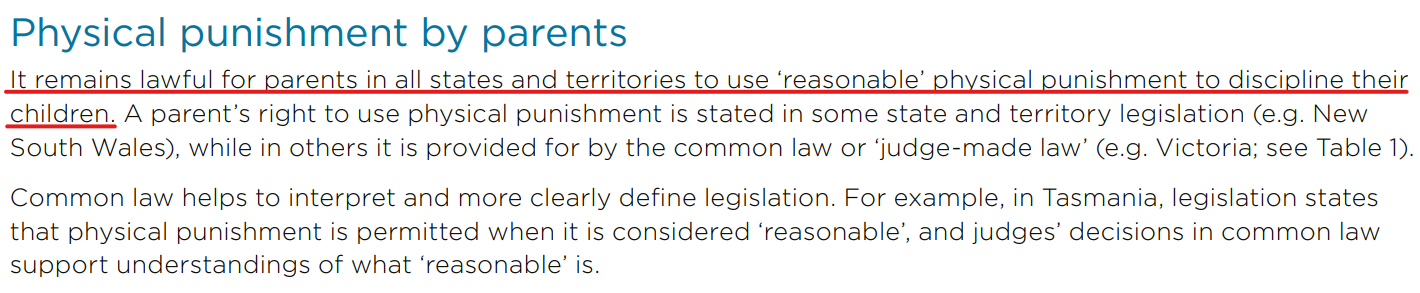 Physical punishment by parents
It remains lawful for parents in all states and territories to use ‘reasonable’ physical punishment to discipline their
children. A parent’s right to use physical punishment is stated in some state and territory legislation (e.g. New
South Wales), while in others it is provided for by the common law or ‘judge-made law’ (e.g. Victoria; see Table 1).
Common law helps to interpret and more clearly define legislation. For example, in Tasmania, legislation states
that physical punishment is permitted when it is considered ‘reasonable’, and judges’ decisions in common law
support understandings of what ‘reasonable’ is.